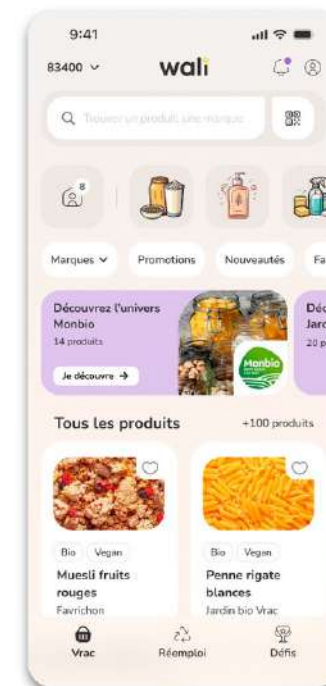 9:41
83400
wali
Trouver un produit, une marque
8
Marques
Promotions
Nouveautés
Fa
Découvrez l'univers
Monbio
14 produits
Je découvre →
Monbio
Déc
Jard
20 p
Tous les produits
+100 produits
Bio
Vegan
Muesli fruits
rouges
Favrichon
Bio
Vegan
Penne rigate
blanches
Jardin bio Vrac
Vrac
Réemploi
Défis